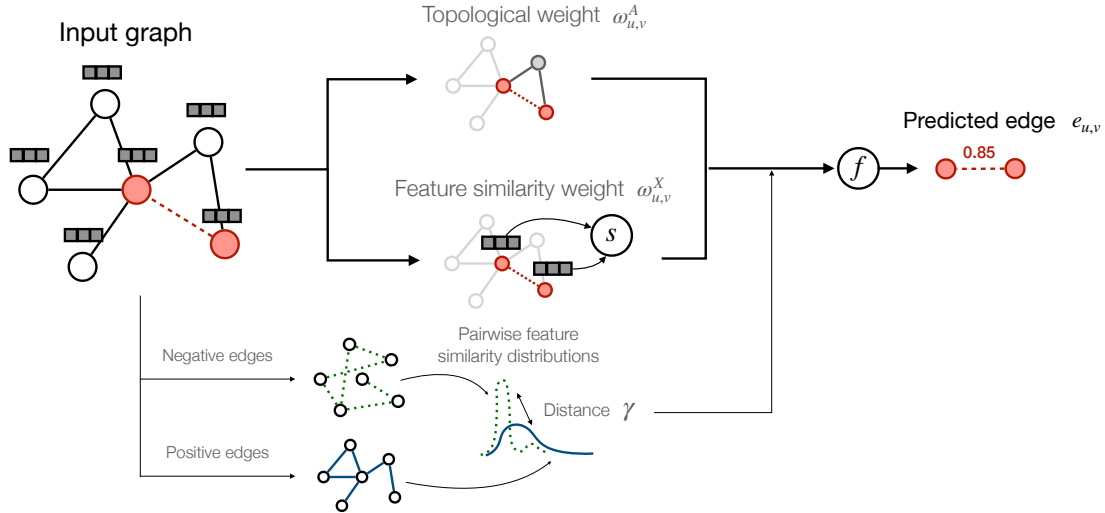 Topological weight ω^A_{u,v}
Input graph
Predicted edge e_{u,v}
0.85
f
Feature similarity weight ω^X_{u,v}
s
Pairwise feature
similarity distributions
Negative edges
Distance γ
Positive edges